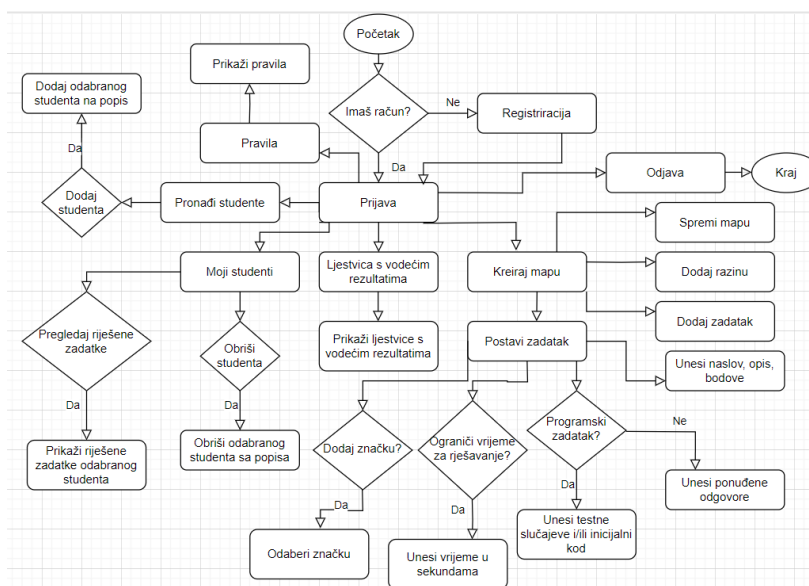 Početak
Prikaži pravila
Dodaj odabranog
studenta na popis
Imaš račun?
Ne
Registriracija
Pravila
Da
Da
Odjava
Kraj
Dodaj
studenta
Pronađi studente
Prijava
Spremi mapu
Moji studenti
Ljestvica s vodećim
rezultatima
Kreiraj mapu
Dodaj razinu
Dodaj zadatak
Pregledaj riješene
zadatke
Obriši
studenta
Prikaži ljestvice s
vodećim rezultatima
Postavi zadatak
Unesi naslov, opis,
bodove
Da
Da
Programski
zadatak?
Ne
Prikaži riješene
zadatke odabranog
studenta
Obriši odabranog
studenta sa popisa
Dodaj značku?
Ograniči vrijeme
za rješavanje?
Da
Unesi ponuđene
odgovore
Da
Da
Unesi testne
slučajeve i/ili inicijalni
kod
Odaberi značku
Unesi vrijeme u
sekundama